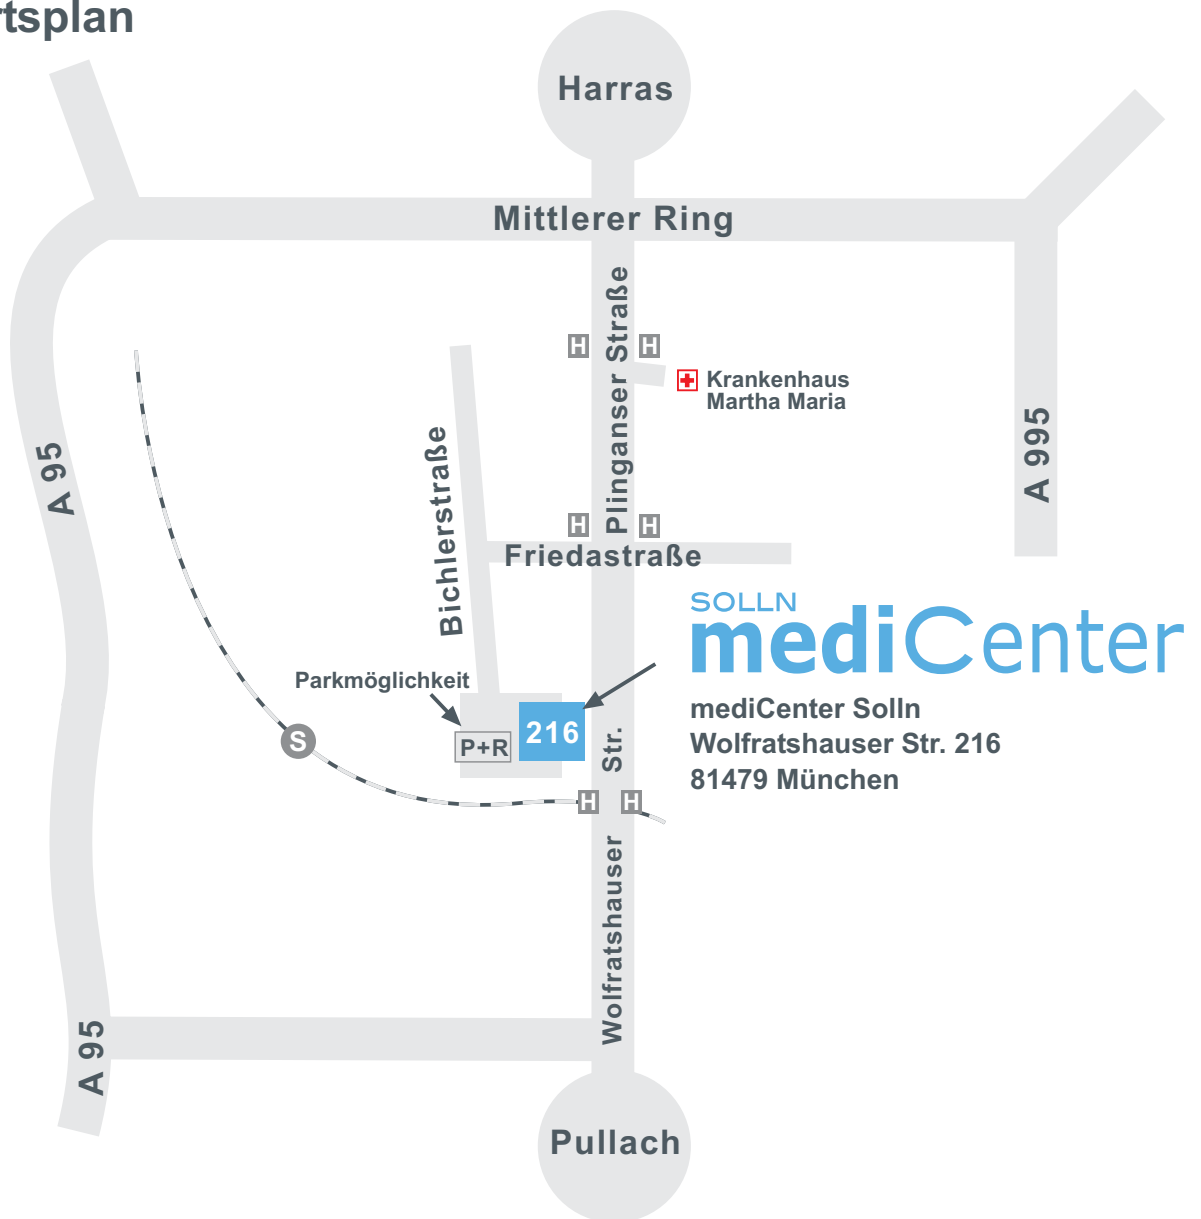 rtsplan
Harras
Mittlerer Ring
Plinganser Straße
H
H
Krankenhaus
Martha Maria
A 95
A 995
Bichlerstraße
H
H
Friedastraße
SOLLN
mediCenter
Parkmöglichkeit
mediCenter Solln
Wolfratshauser Str. 216
81479 München
216
P+R
S
H
H
Wolfratshauser Str.
A 95
Pullach